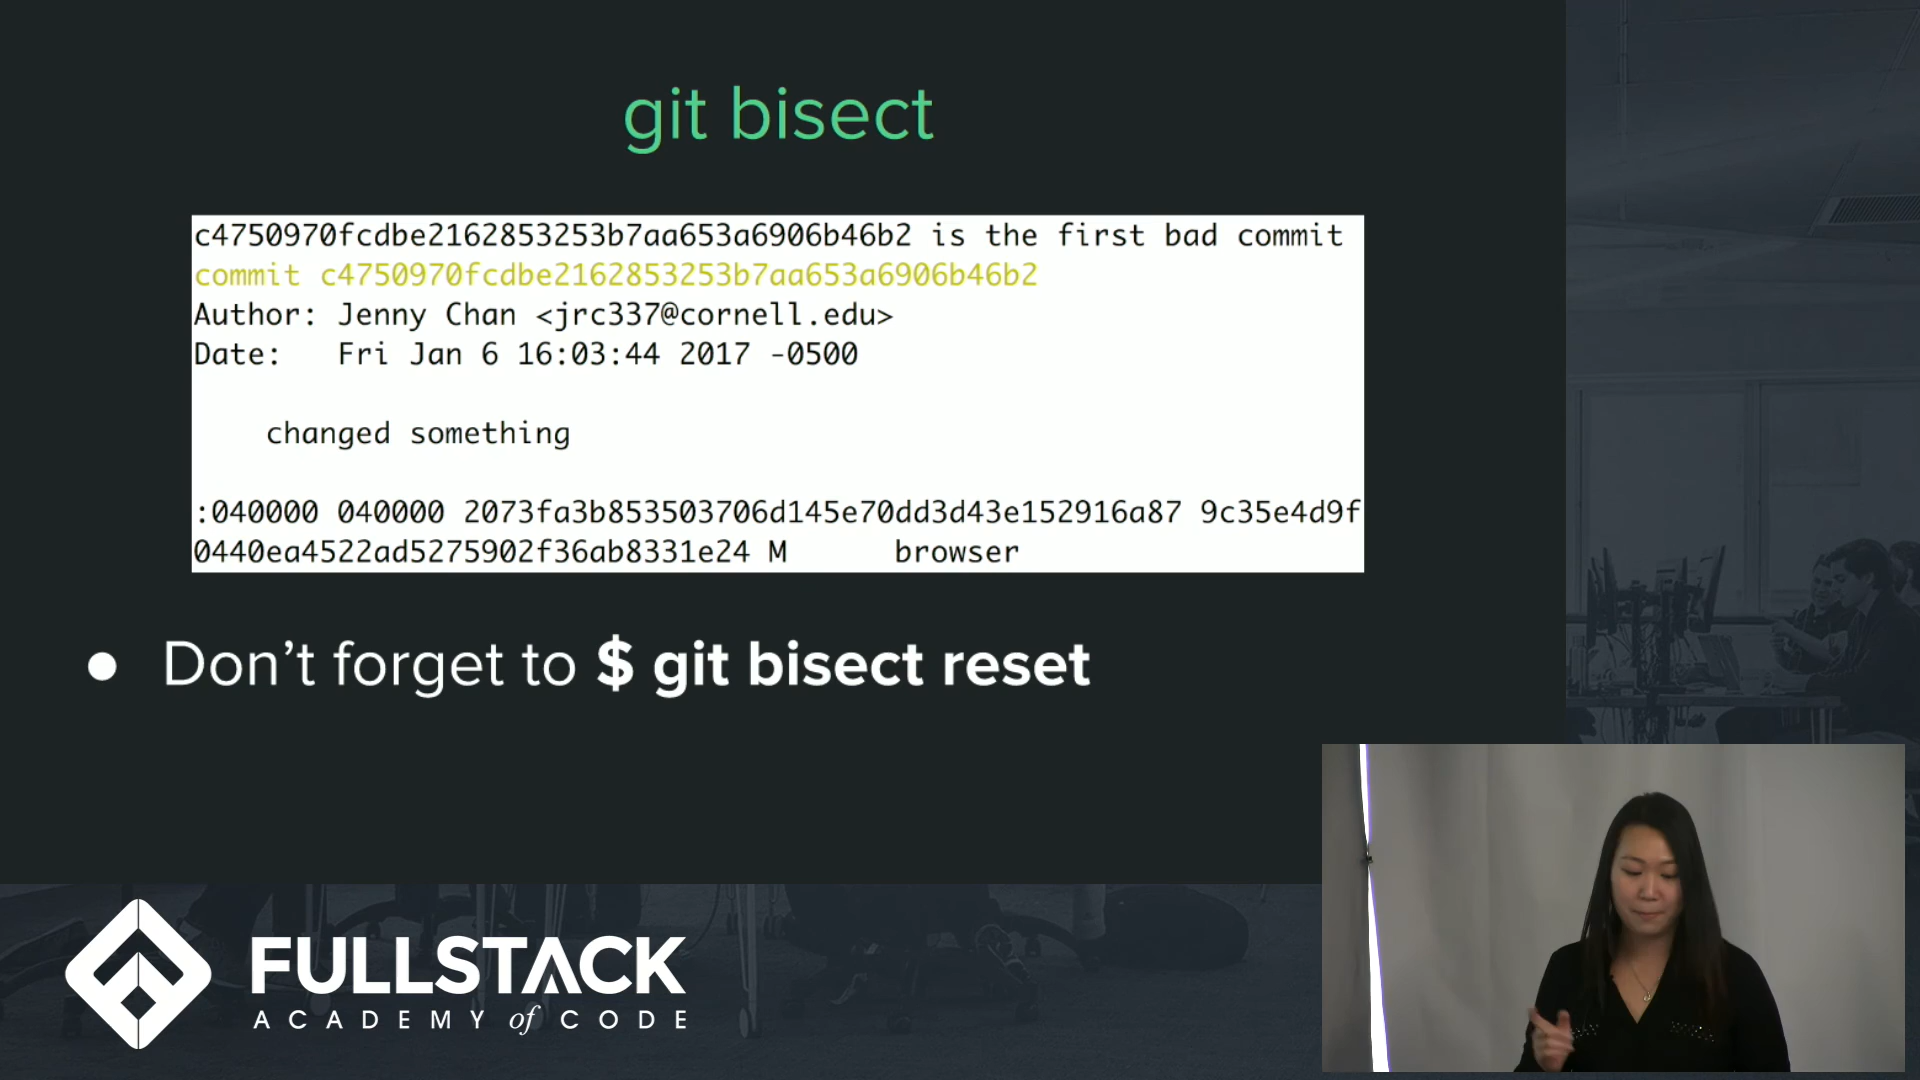 git bisect
c4750970fcdbe2162853253b7aa653a6906b46b2 is the first bad commit
commit c4750970fcdbe2162853253b7aa653a6906b46b2
Author: Jenny Chan <jrc337@cornell.edu>
Date:   Fri Jan 6 16:03:44 2017 -0500
changed something
:040000 040000 2073fa3b853503706d145e70dd3d43e152916a87 9c35e4d9f
0440ea4522ad5275902f36ab8331e24 M      browser
● Don’t forget to $ git bisect reset
FULLSTACK
ACADEMY of CODE